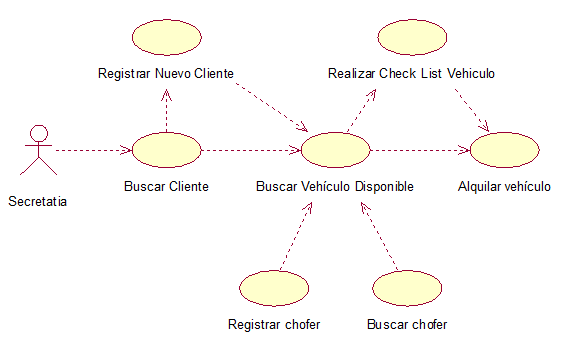 Registrar Nuevo Cliente
Realizar Check List Vehiculo
Secretatia
Buscar Cliente
Buscar Vehículo Disponible
Alquilar vehículo
Registrar chofer
Buscar chofer